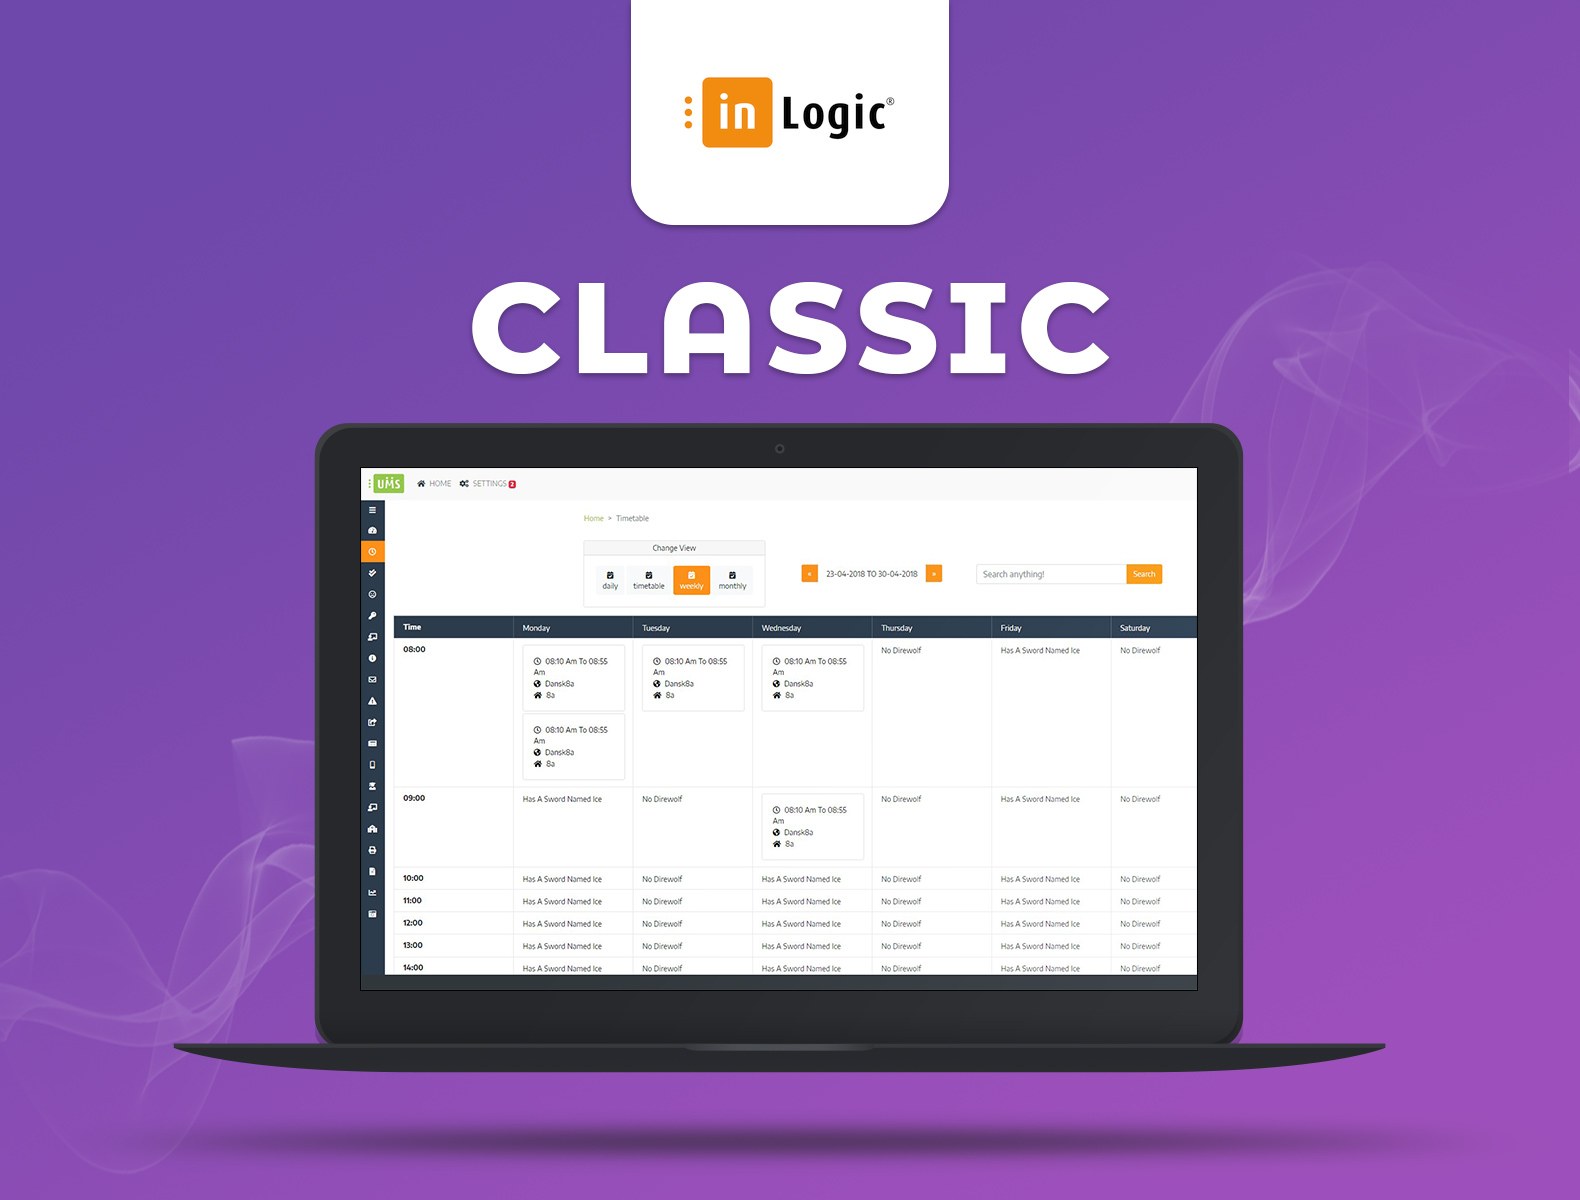 in Logic®
CLASSIC
UMS HOME SETTINGS 2
Home > Timetable
Change View
daily timetable weekly monthly
« 23-04-2018 TO 30-04-2018 »
Search anything! Search
Time Monday Tuesday Wednesday Thursday Friday Saturday
08:00
08:10 Am To 08:55
Am
Dansk8a
8a
08:10 Am To 08:55
Am
Dansk8a
8a
08:10 Am To 08:55
Am
Dansk8a
8a
08:10 Am To 08:55
Am
Dansk8a
8a
No Direwolf
Has A Sword Named Ice
No Direwolf
09:00
Has A Sword Named Ice
No Direwolf
08:10 Am To 08:55
Am
Dansk8a
8a
No Direwolf
Has A Sword Named Ice
No Direwolf
10:00 Has A Sword Named Ice No Direwolf Has A Sword Named Ice No Direwolf Has A Sword Named Ice No Direwolf
11:00 Has A Sword Named Ice No Direwolf Has A Sword Named Ice No Direwolf Has A Sword Named Ice No Direwolf
12:00 Has A Sword Named Ice No Direwolf Has A Sword Named Ice No Direwolf Has A Sword Named Ice No Direwolf
13:00 Has A Sword Named Ice No Direwolf Has A Sword Named Ice No Direwolf Has A Sword Named Ice No Direwolf
14:00 Has A Sword Named Ice No Direwolf Has A Sword Named Ice No Direwolf Has A Sword Named Ice No Direwolf